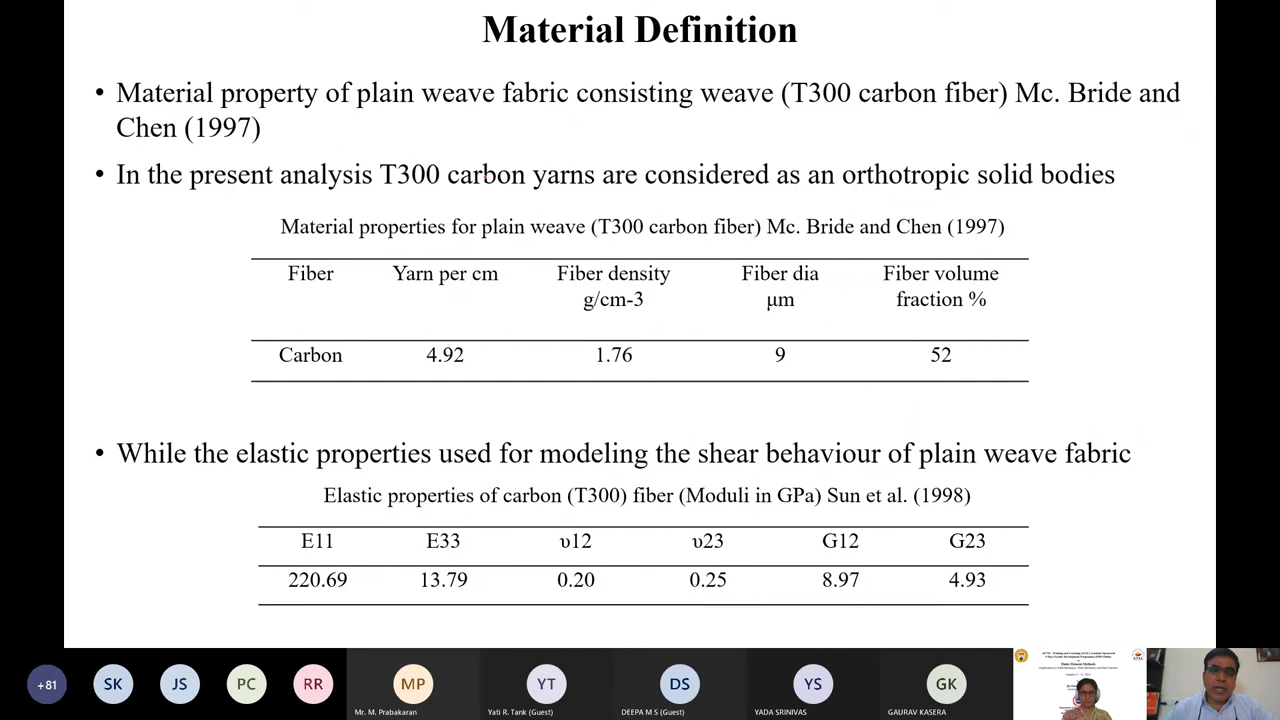 Material Definition
• Material property of plain weave fabric consisting weave (T300 carbon fiber) Mc. Bride and
Chen (1997)
• In the present analysis T300 carbon yarns are considered as an orthotropic solid bodies
Material properties for plain weave (T300 carbon fiber) Mc. Bride and Chen (1997)
Fiber Yarn per cm Fiber density Fiber dia Fiber volume
g/cm-3 μm fraction %
Carbon 4.92 1.76 9 52
• While the elastic properties used for modeling the shear behaviour of plain weave fabric
Elastic properties of carbon (T300) fiber (Moduli in GPa) Sun et al. (1998)
E11 E33 υ12 υ23 G12 G23
220.69 13.79 0.20 0.25 8.97 4.93
+81 SK JS PC RR MP YT DS YS GK
Mr. M. Prabakaran Yati R. Tank (Guest) DEEPA M S (Guest) YADA SRINIVAS GAURAV KASERA